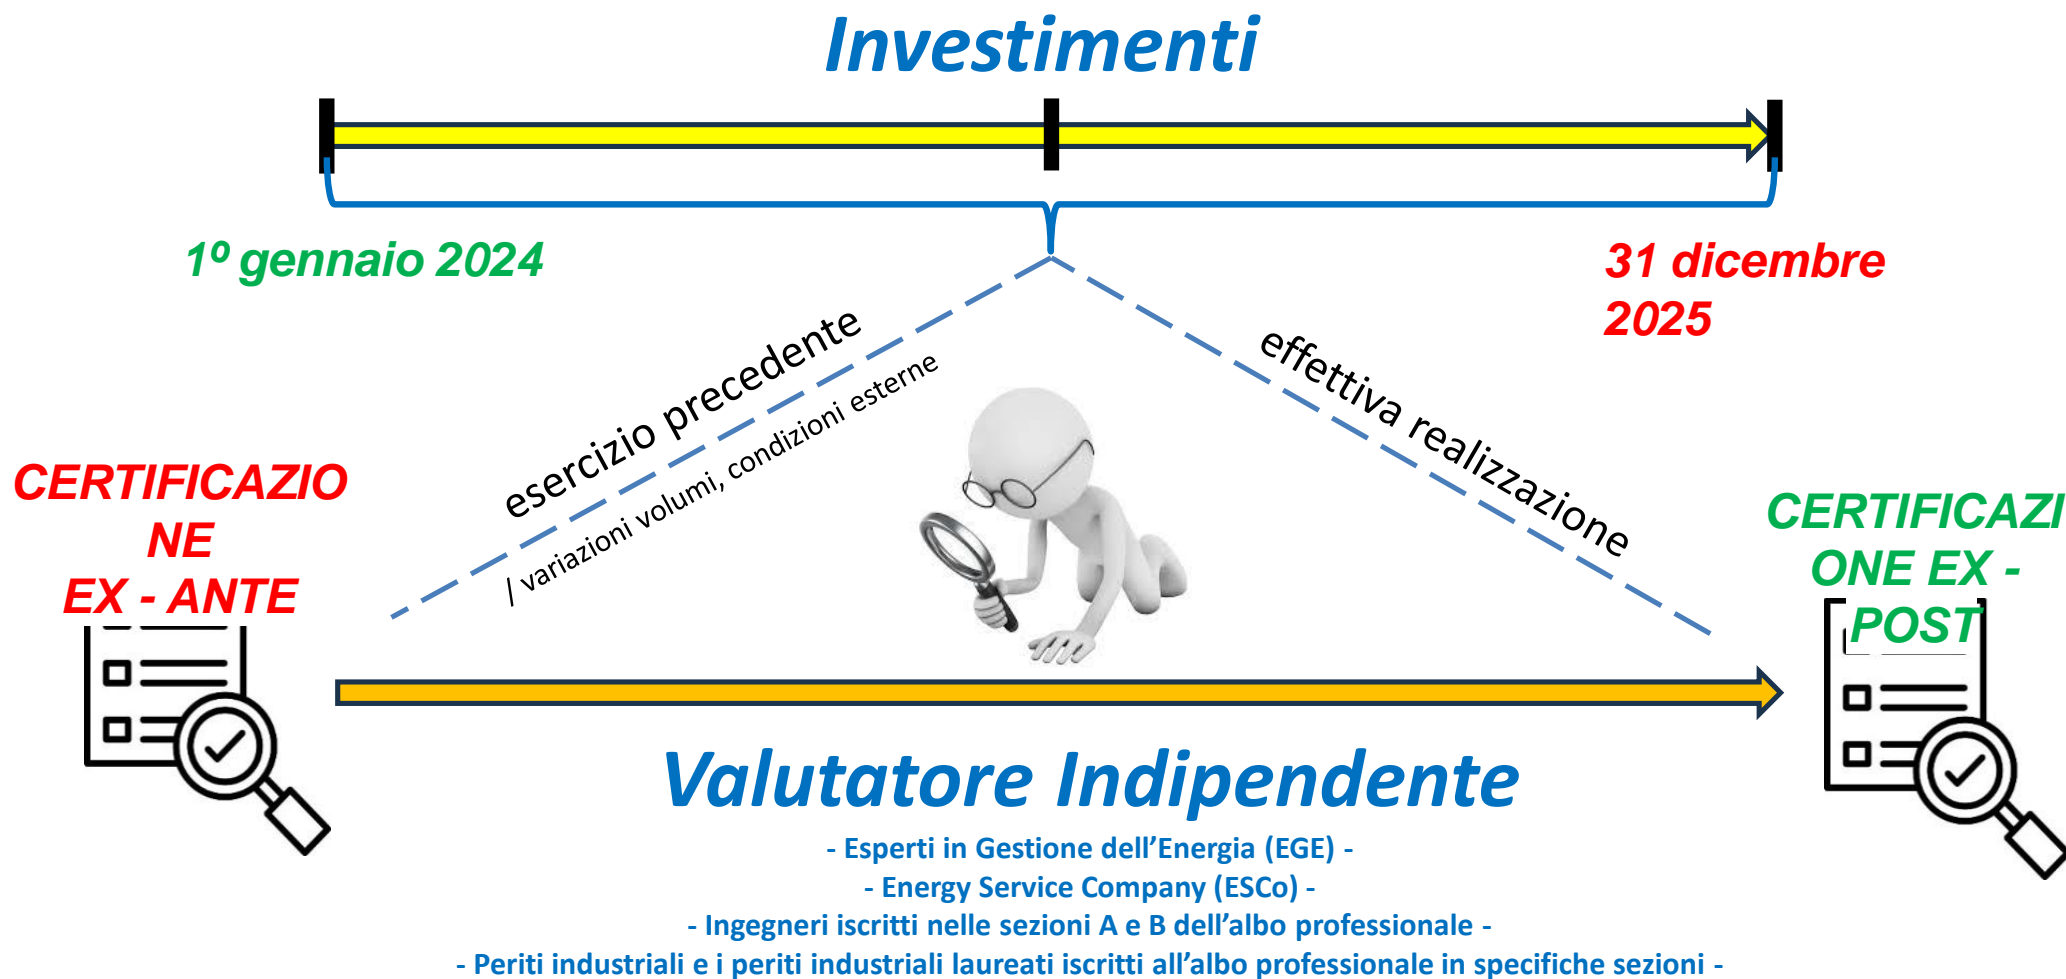 Investimenti
1º gennaio 2024
31 dicembre
2025
esercizio precedente
/ variazioni volumi, condizioni esterne
effettiva realizzazione
CERTIFICAZIO
NE
EX - ANTE
CERTIFICAZI
ONE EX -
POST
Valutatore Indipendente
- Esperti in Gestione dell’Energia (EGE) -
- Energy Service Company (ESCo) -
- Ingegneri iscritti nelle sezioni A e B dell’albo professionale -
- Periti industriali e i periti industriali laureati iscritti all’albo professionale in specifiche sezioni -